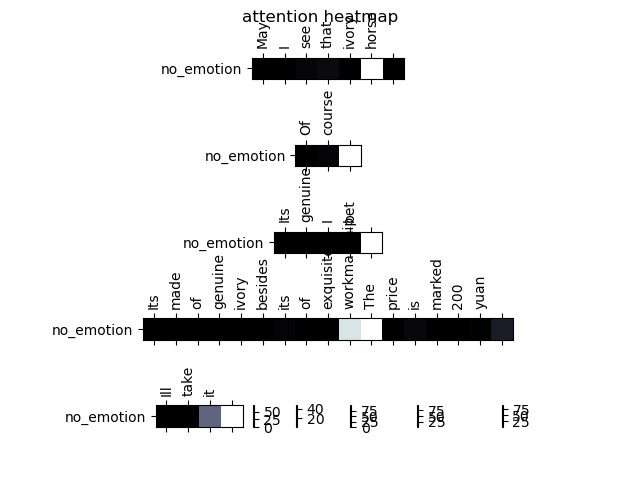 attention heatmap
May I see that ivory horse
no_emotion
Of course
no_emotion
Its genuine I bet
no_emotion
Its made of genuine ivory besides its of exquisite The price is marked 200 yuan
no_emotion
Ill take it
no_emotion
50 25 0
40 20
75 50 25 0
75 50 25
75 50 25